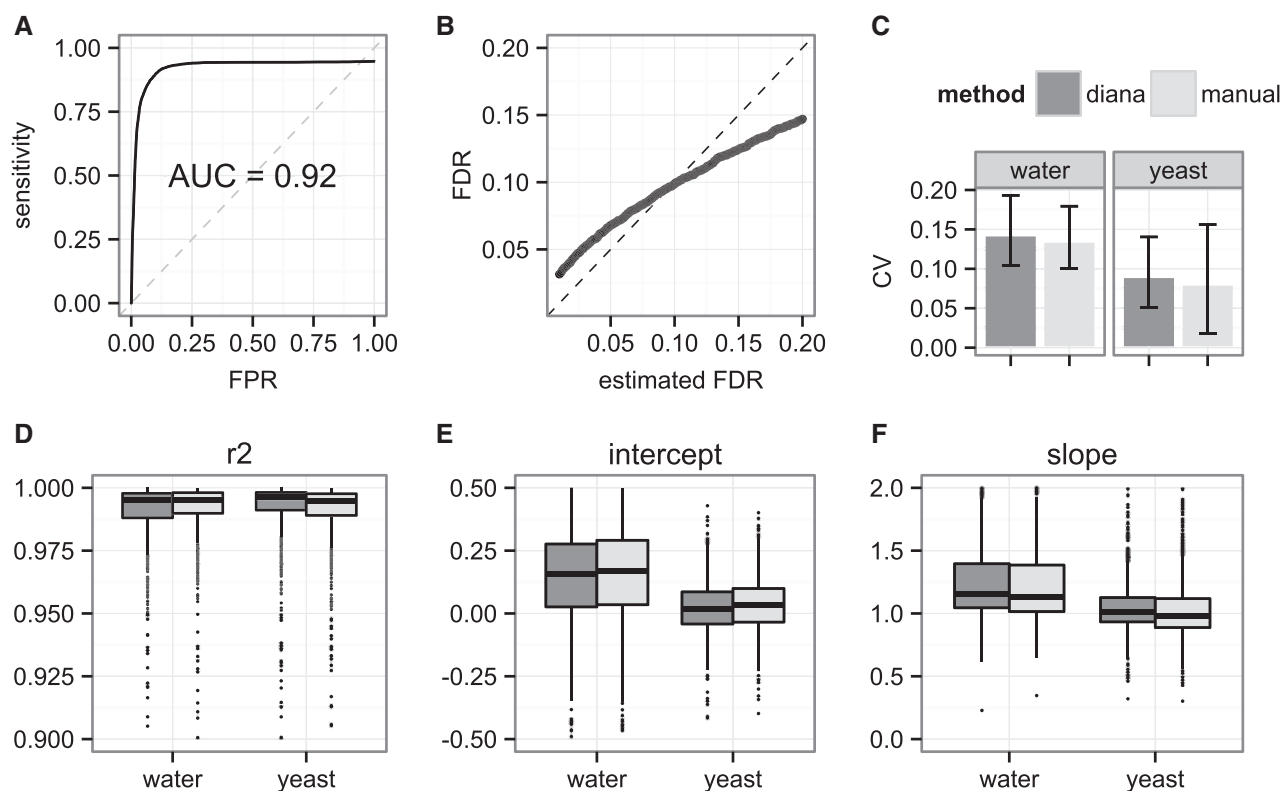 A
1.00
0.75
0.50
0.25
0.00
sensitivity
AUC = 0.92
0.00 0.25 0.50 0.75 1.00
FPR
B
0.20
0.15
0.10
0.05
FDR
0.05 0.10 0.15 0.20
estimated FDR
C
method diana manual
water yeast
0.20
0.15
0.10
0.05
0.00
CV
D
r2
1.000
0.975
0.950
0.925
0.900
water yeast
E
intercept
0.50
0.25
0.00
-0.25
-0.50
water yeast
F
slope
2.0
1.5
1.0
0.5
0.0
water yeast